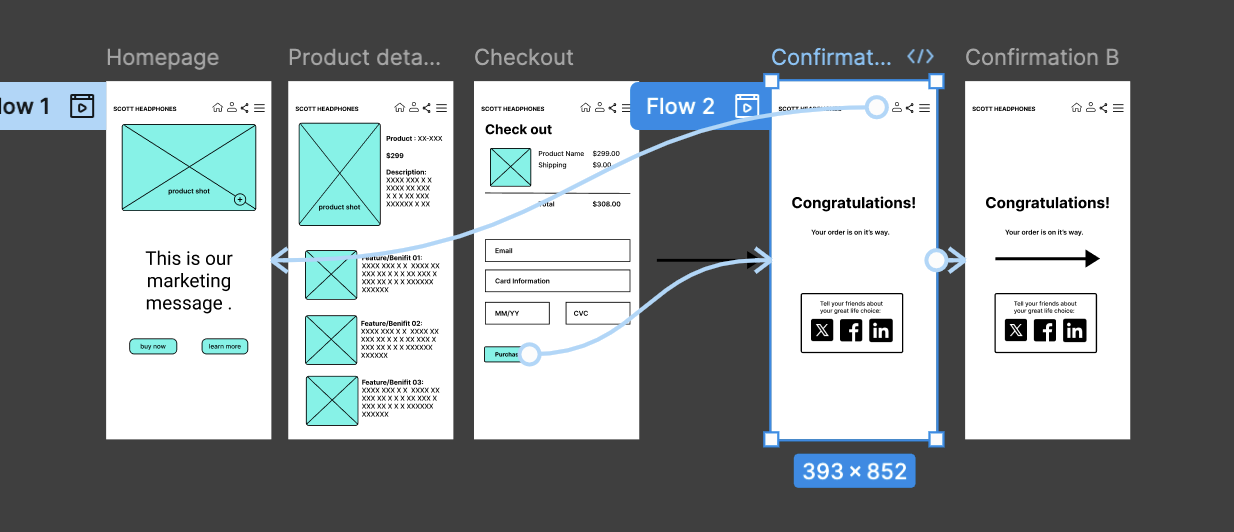 Homepage
Product deta...
Checkout
Confirmat...
Confirmation B
low 1
SCOTT HEADPHONES
product shot
This is our
marketing
message .
buy now
learn more
SCOTT HEADPHONES
product shot
Product : XX-XXX
$299
Description:
XXXX XXX X X
XXXX XX XXX
X X X XX XXX
XXXXXX X XX
Feature/Benifit 01:
XXXX XXX X X XXXX XX
XXX XX X X X XX XXX X
XXX XX X X X XXXXXX
XXXXXX
Feature/Benifit 02:
XXXX XXX X X XXXX XX
XXX XX X X X XX XXX X
XXX XX X X X XXXXXX
XXXXXX
Feature/Benifit 03:
XXXX XXX X X XXXX XX
XXX XX X X X XX XXX X
XXX XX X X X XXXXXX
XXXXXX
SCOTT HEADPHONES
Check out
Product Name $299.00
Shipping $9.00
Total $308.00
Email
Card Information
MM/YY
CVC
Purchas
Flow 2
SCOTT HEADPHONES
Congratulations!
Your order is on it's way.
Tell your friends about
your great life choice:
393 × 852
SCOTT HEADPHONES
Congratulations!
Your order is on it's way.
Tell your friends about
your great life choice: